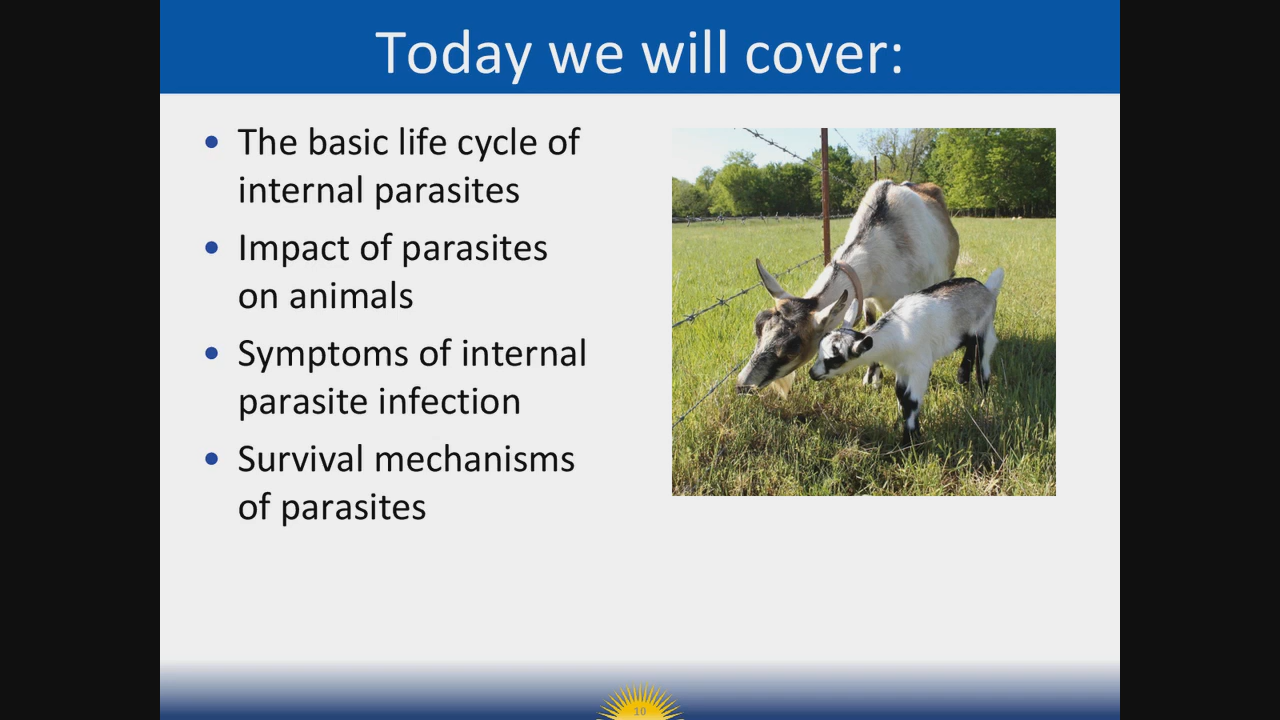 Today we will cover:
• The basic life cycle of
internal parasites
• Impact of parasites
on animals
• Symptoms of internal
parasite infection
• Survival mechanisms
of parasites
10